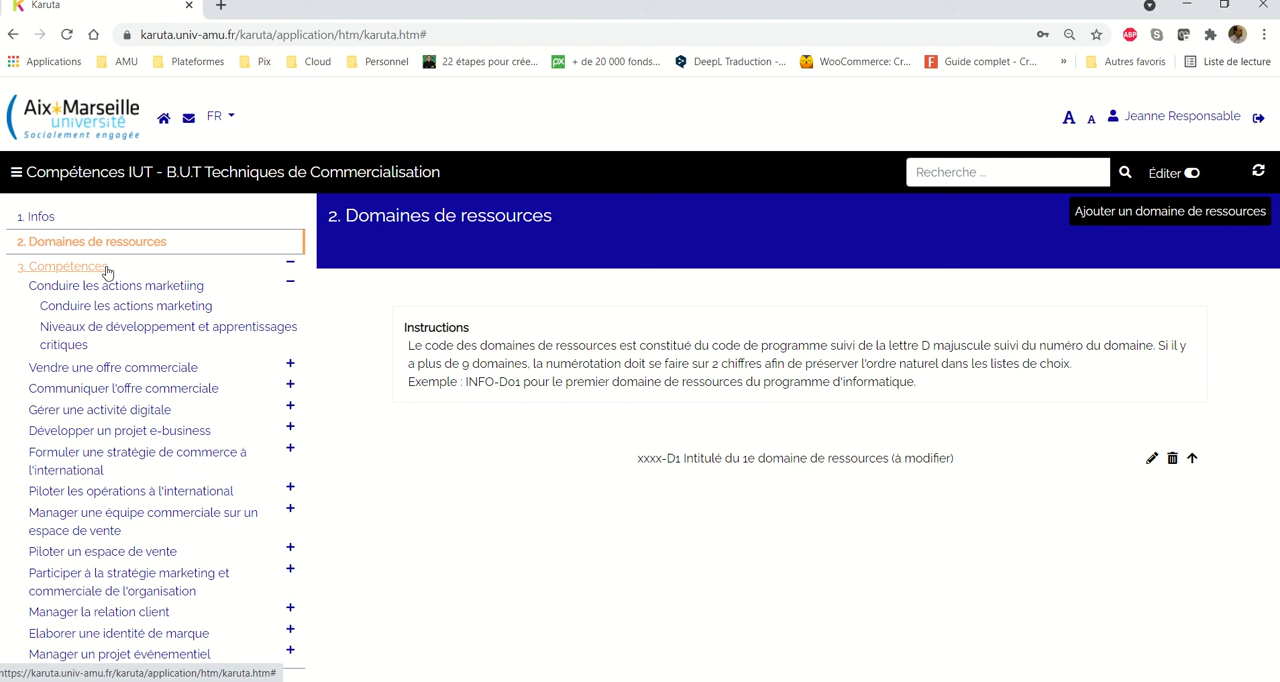 Karuta
karuta.univ-amu.fr/karuta/application/htm/karuta.htm#
ABP
Applications
AMU
Plateformes
Pix
Cloud
Personnel
22 étapes pour crée...
px
+ de 20 000 fonds...
DeepL Traduction -...
WooCommerce: Cr...
F
Guide complet - Cr...
»
Autres favoris
Liste de lecture
Aix*Marseille
université
Socialement engagée
FR
A A
Jeanne Responsable
Compétences IUT - B.U.T Techniques de Commercialisation
Recherche ...
Éditer
1. Infos
2. Domaines de ressources
3. Compétences
Conduire les actions marketiing
Conduire les actions marketing
Niveaux de développement et apprentissages
critiques
Vendre une offre commerciale
Communiquer l'offre commerciale
Gérer une activité digitale
Développer un projet e-business
Formuler une stratégie de commerce à
l'international
Piloter les opérations à l'international
Manager une équipe commerciale sur un
espace de vente
Piloter un espace de vente
Participer à la stratégie marketing et
commerciale de l'organisation
Manager la relation client
Elaborer une identité de marque
Manager un projet événementiel
https://karuta.univ-amu.fr/karuta/application/htm/karuta.htm#
2. Domaines de ressources
Ajouter un domaine de ressources
Instructions
Le code des domaines de ressources est constitué du code de programme suivi de la lettre D majuscule suivi du numéro du domaine. Si il y
a plus de 9 domaines, la numérotation doit se faire sur 2 chiffres afin de préserver l'ordre naturel dans les listes de choix.
Exemple : INFO-D01 pour le premier domaine de ressources du programme d'informatique.
xxxx-D1 Intitulé du 1e domaine de ressources (à modifier)